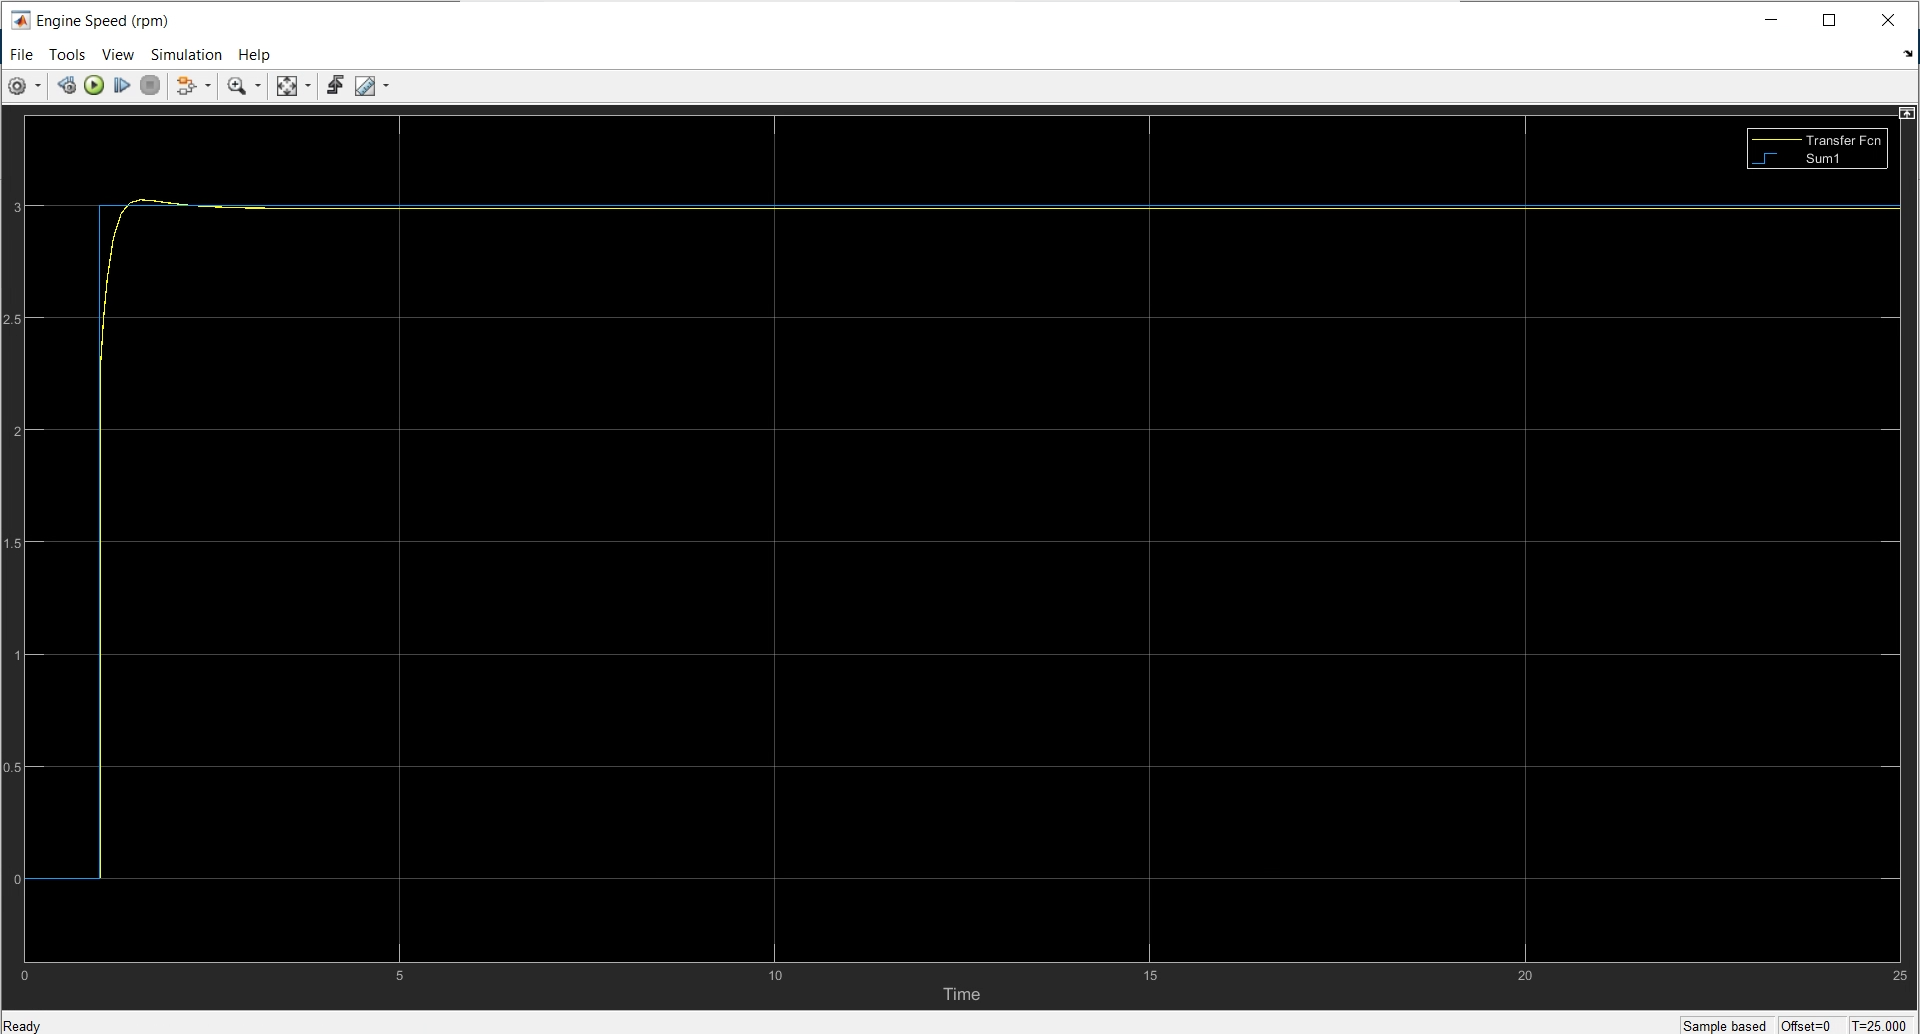 Engine Speed (rpm)
File Tools View Simulation Help
Transfer Fcn
Sum1
3
2.5
2
1.5
1
0.5
0
0 5 10 15 20 25
Time
Ready Sample based Offset=0 T=25.000